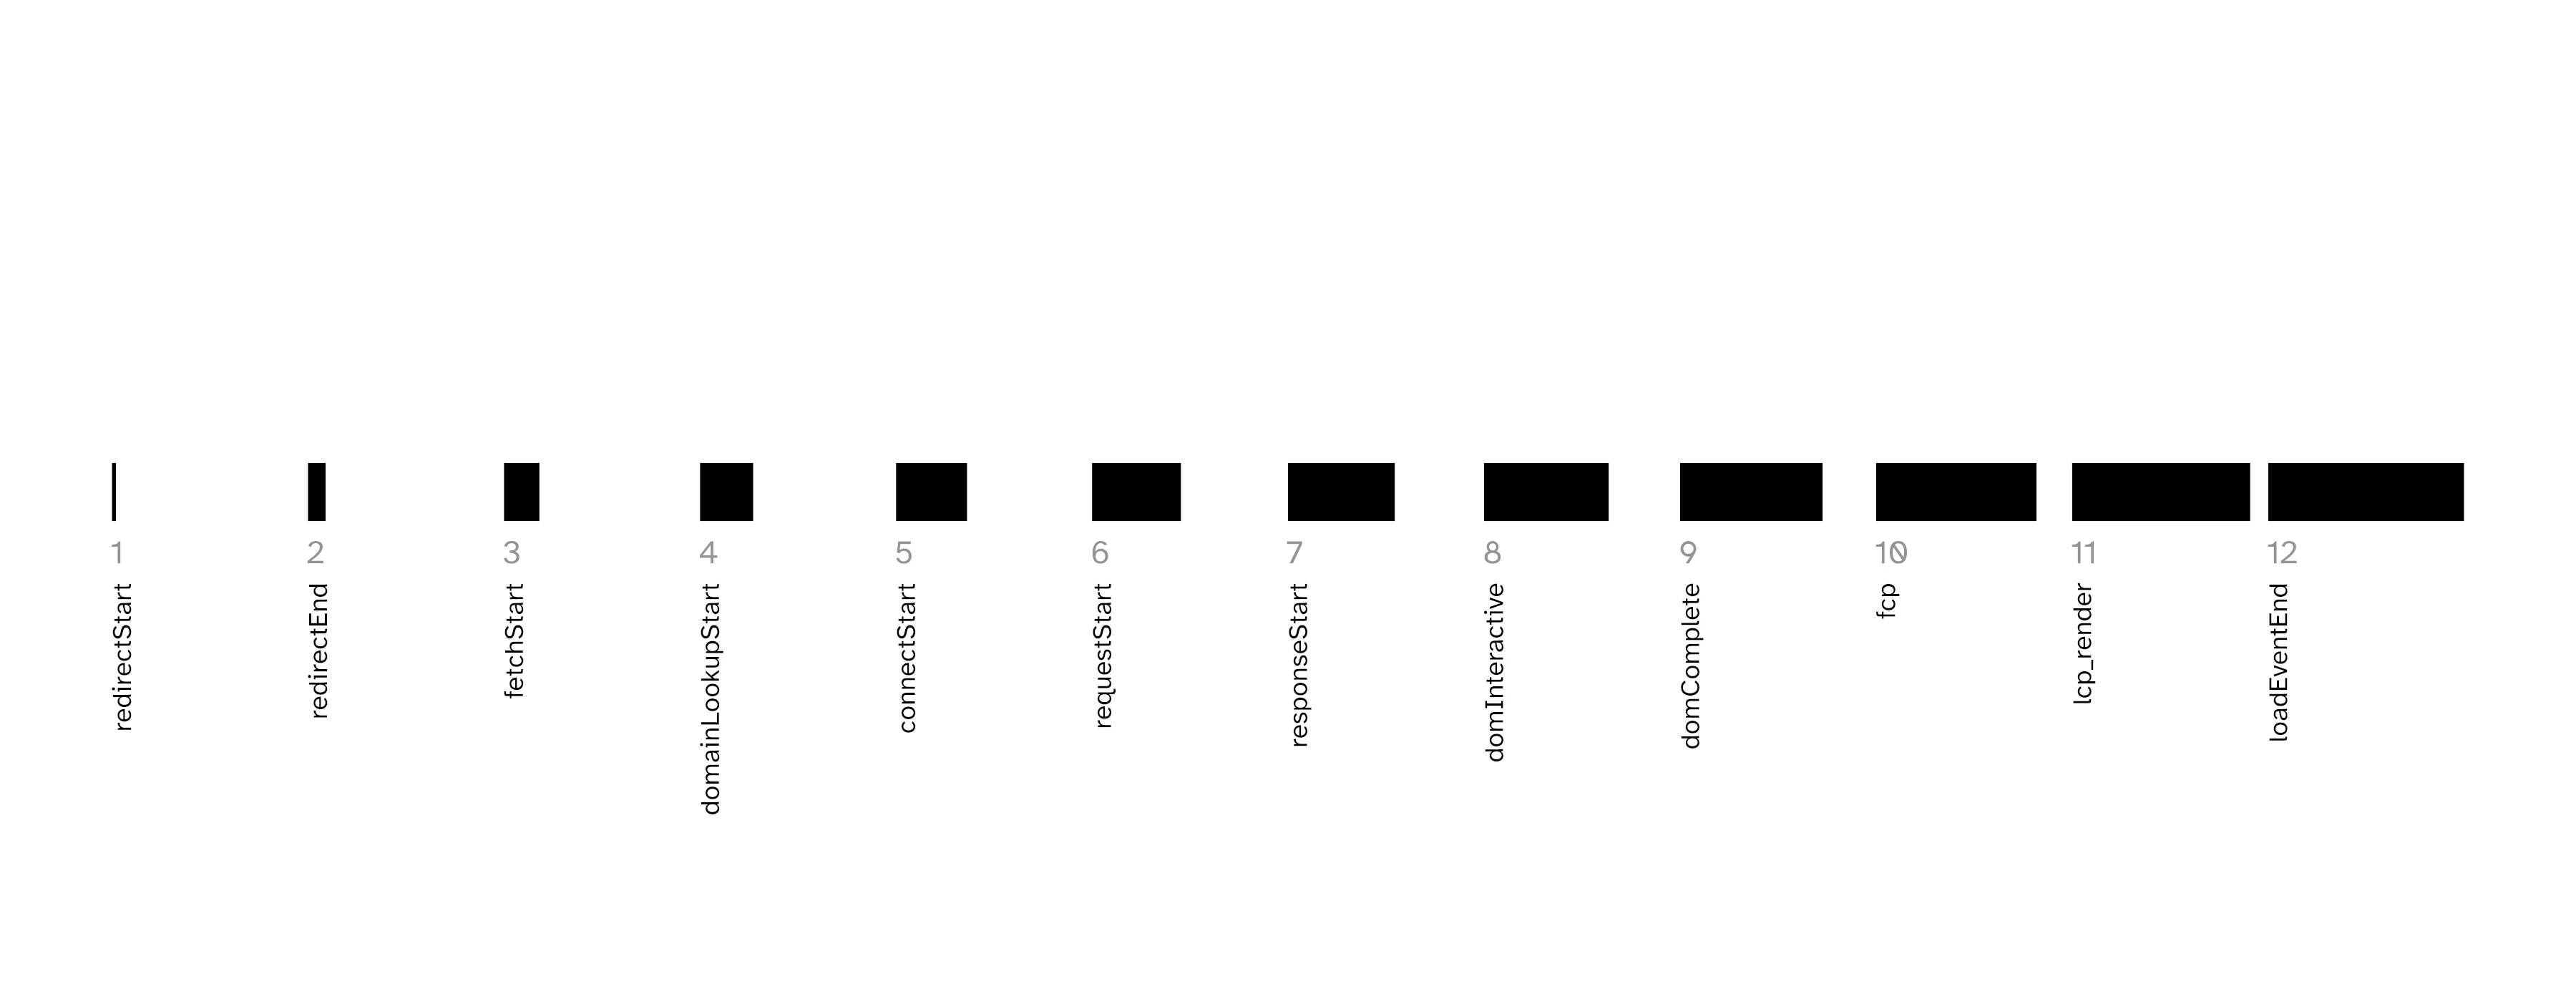 1
redirectStart
2
redirectEnd
3
fetchStart
4
domainLookupStart
5
connectStart
6
requestStart
7
responseStart
8
domInteractive
9
domComplete
10
fcp
11
lcp_render
12
loadEventEnd